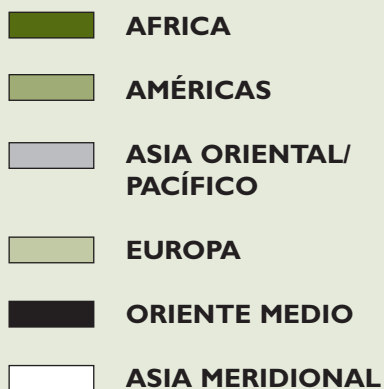 AFRICA
AMÉRICAS
ASIA ORIENTAL/
PACÍFICO
EUROPA
ORIENTE MEDIO
ASIA MERIDIONAL